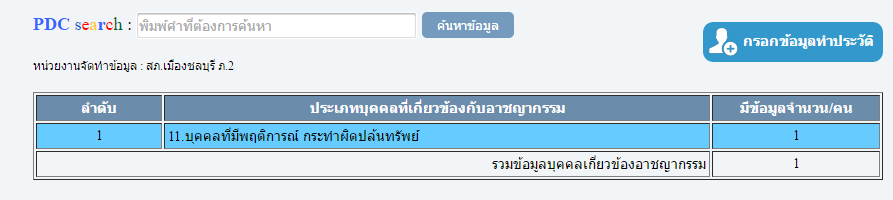 PDC search : พิมพ์คำที่ต้องการค้นหา ค้นหาข้อมูล
กรอกข้อมูลทำประวัติ
หน่วยงานจัดทำข้อมูล : สภ.เมืองชลบุรี ภ.2
ลำดับ ประเภทบุคคลที่เกี่ยวข้องกับอาชญากรรม มีข้อมูลจำนวน/คน
1 11.บุคคลที่มีพฤติการณ์ กระทำผิดปล้นทรัพย์ 1
รวมข้อมูลบุคคลเกี่ยวข้องอาชญากรรม 1